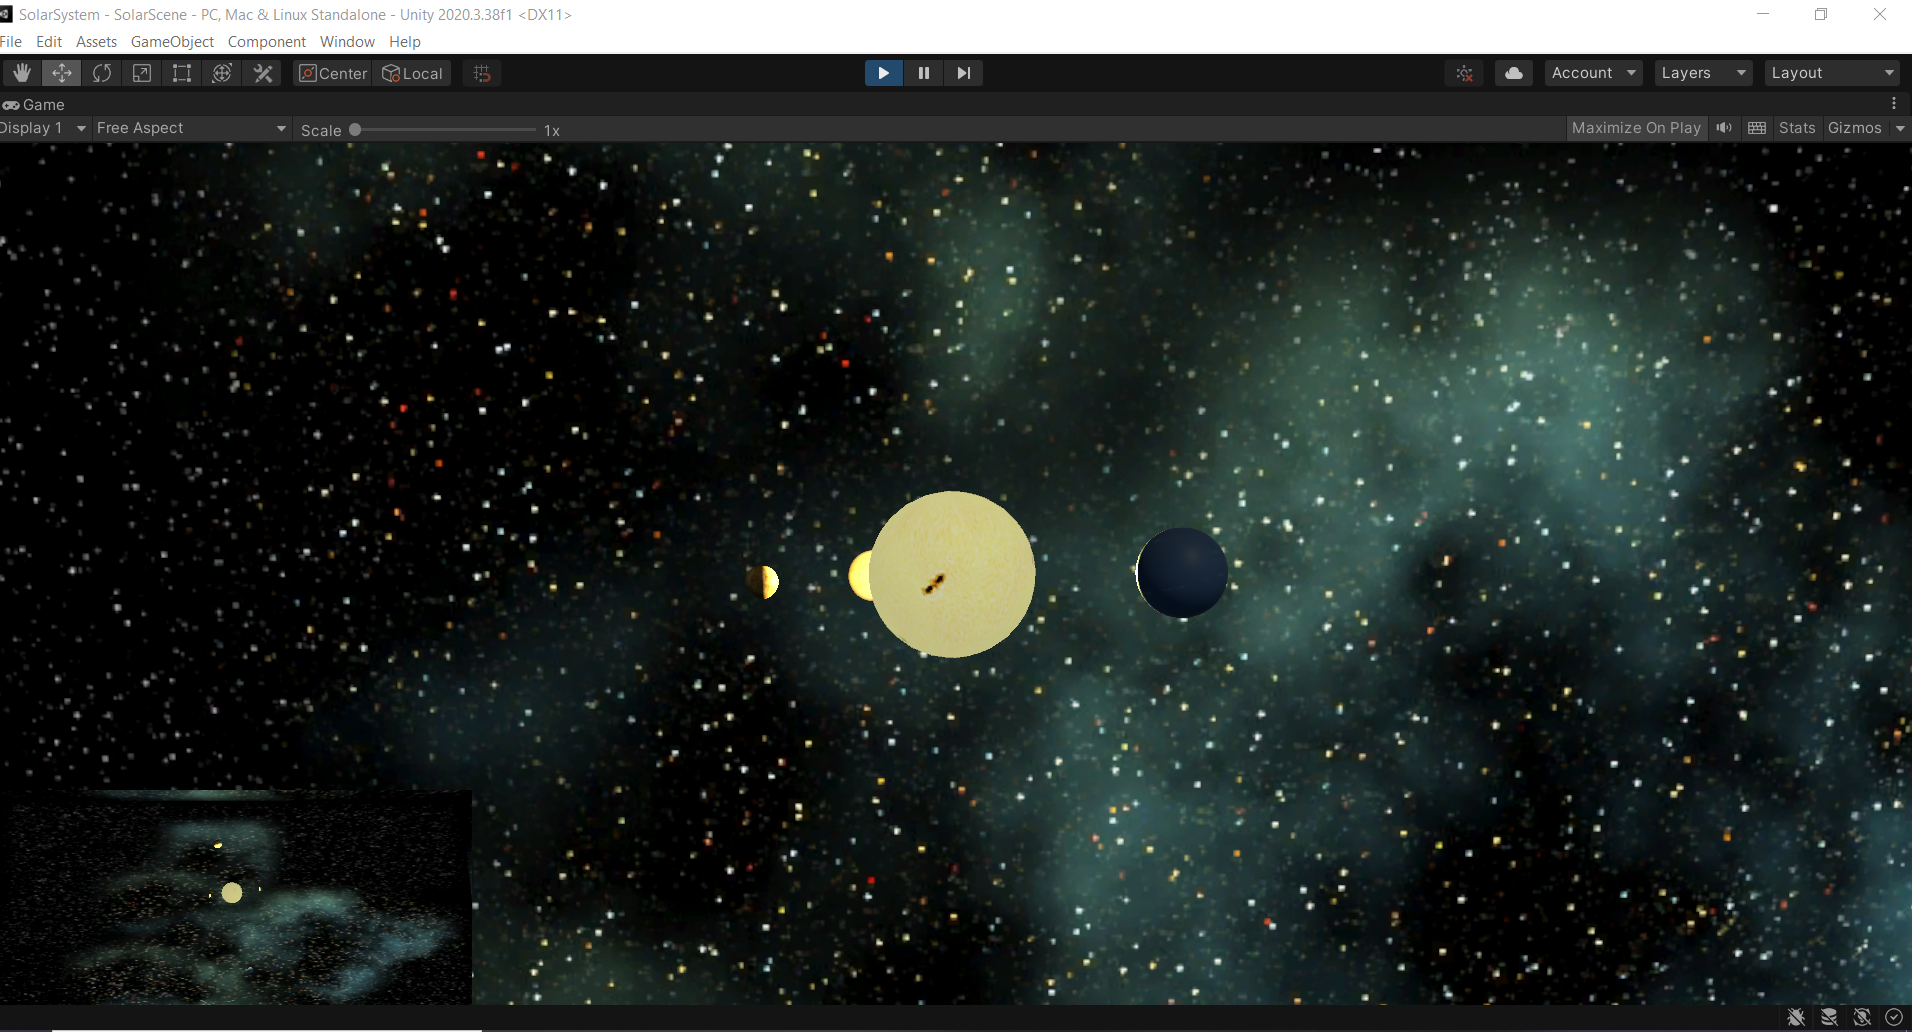 SolarSystem - SolarScene - PC, Mac & Linux Standalone - Unity 2020.3.38f1 <DX11>
File Edit Assets GameObject Component Window Help
Center Local Account Layers Layout
Game
Display 1 Free Aspect Scale 1x Maximize On Play Stats Gizmos